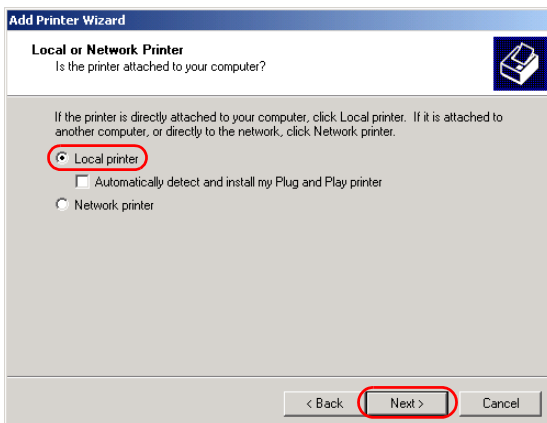 Add Printer Wizard
Local or Network Printer
Is the printer attached to your computer?
If the printer is directly attached to your computer, click Local printer. If it is attached to
another computer, or directly to the network, click Network printer.
Local printer
Automatically detect and install my Plug and Play printer
Network printer
< Back
Next >
Cancel